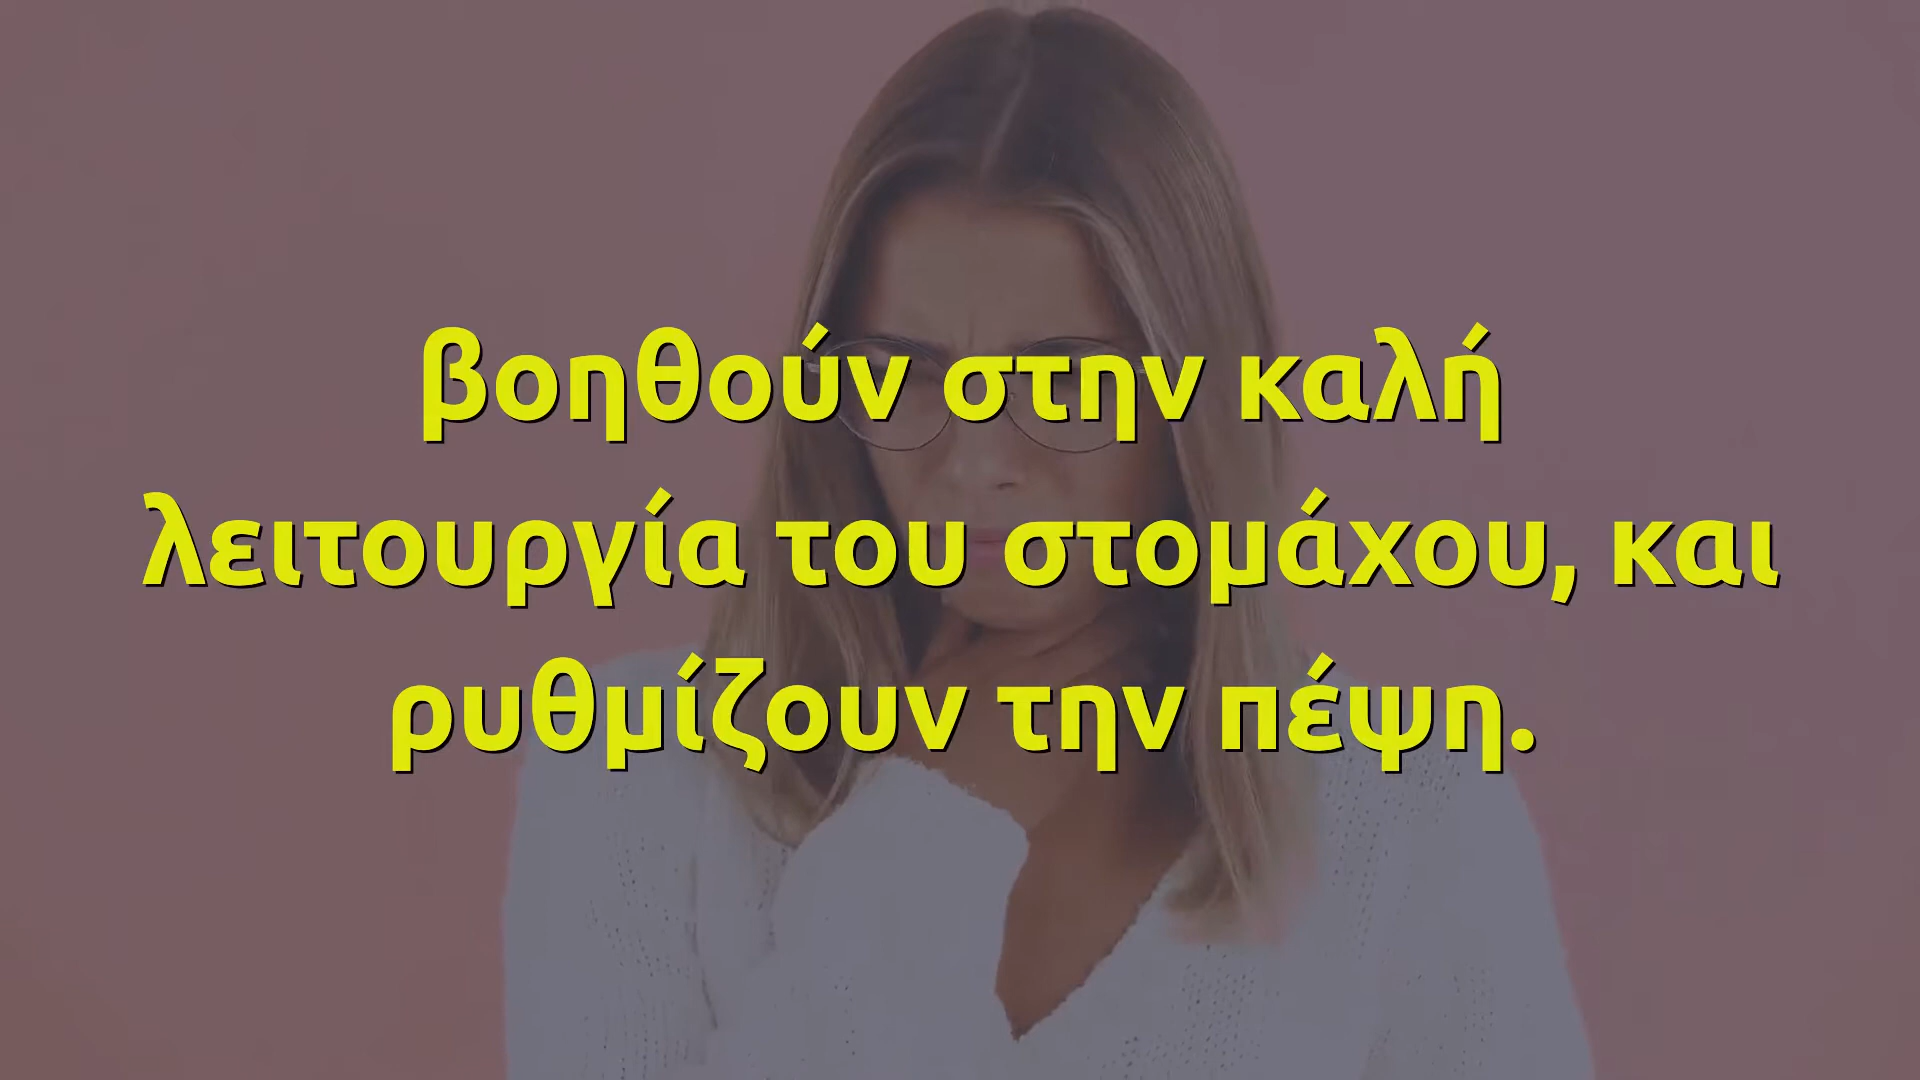 βοηθούν στην καλή
λειτουργία του στομάχου, και
ρυθμίζουν την πέψη.